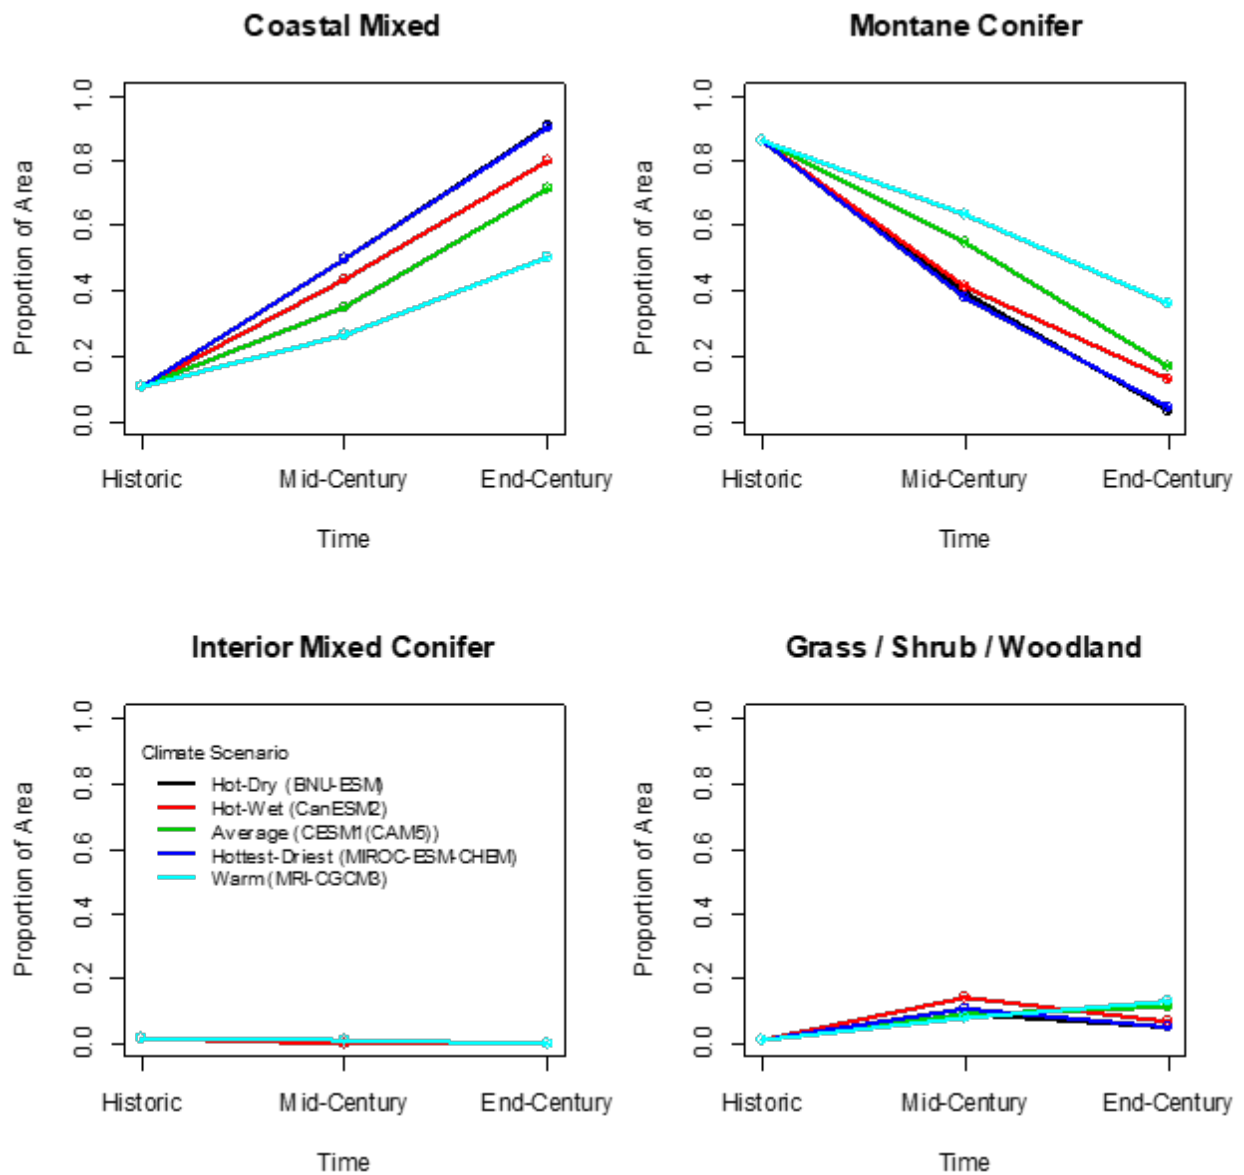 Coastal Mixed
Proportion of Area
1.0
0.8
0.6
0.4
0.2
0.0
Historic Mid-Century End-Century
Time
Montane Conifer
Proportion of Area
1.0
0.8
0.6
0.4
0.2
0.0
Historic Mid-Century End-Century
Time
Interior Mixed Conifer
Proportion of Area
1.0
0.8
0.6
0.4
0.2
0.0
Climate Scenario
Hot-Dry (BNU-ESM)
Hot-Wet (CanESM2)
Average (CESM1(CAM5))
Hottest-Driest (MIROC-ESM-CHEM)
Warm (MRI-CGCM3)
Historic Mid-Century End-Century
Time
Grass / Shrub / Woodland
Proportion of Area
1.0
0.8
0.6
0.4
0.2
0.0
Historic Mid-Century End-Century
Time